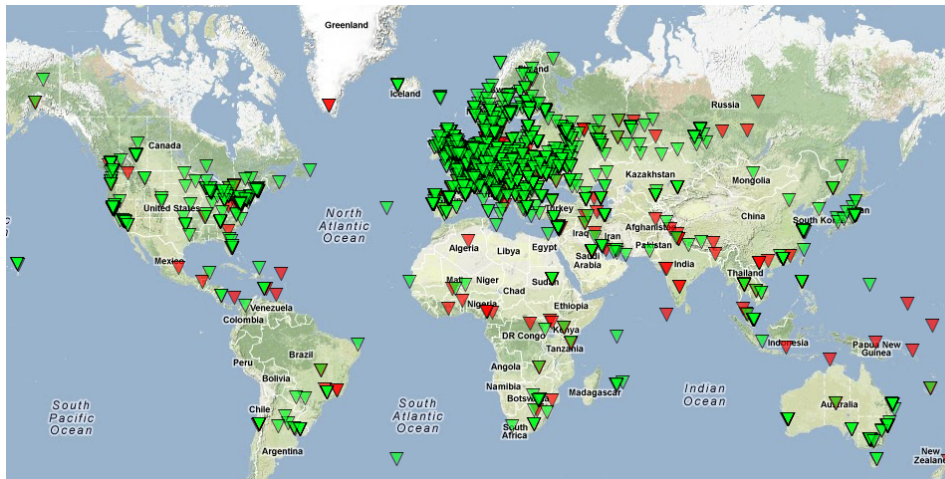 Greenland
Iceland
Russia
Canada
Kazakhstan
Mongolia
United States
North
Atlantic
Ocean
Turkey
China
South Ko
Iraq
Iran
Afghanistan
Pakistan
Algeria
Libya
Egypt
Saudi
Arabia
India
Mexico
Mali
Niger
Chad
Sudan
Thailand
Nigeria
Ethiopia
Venezuela
Colombia
DR Congo
Kenya
Tanzania
Indonesia
Papua New
Guinea
Peru
Brazil
Angola
Bolivia
Namibia
Botswana
Madagascar
Indian
Ocean
Australia
South
Pacific
Ocean
Chile
South
Atlantic
Ocean
South
Africa
Argentina
New
Zealand